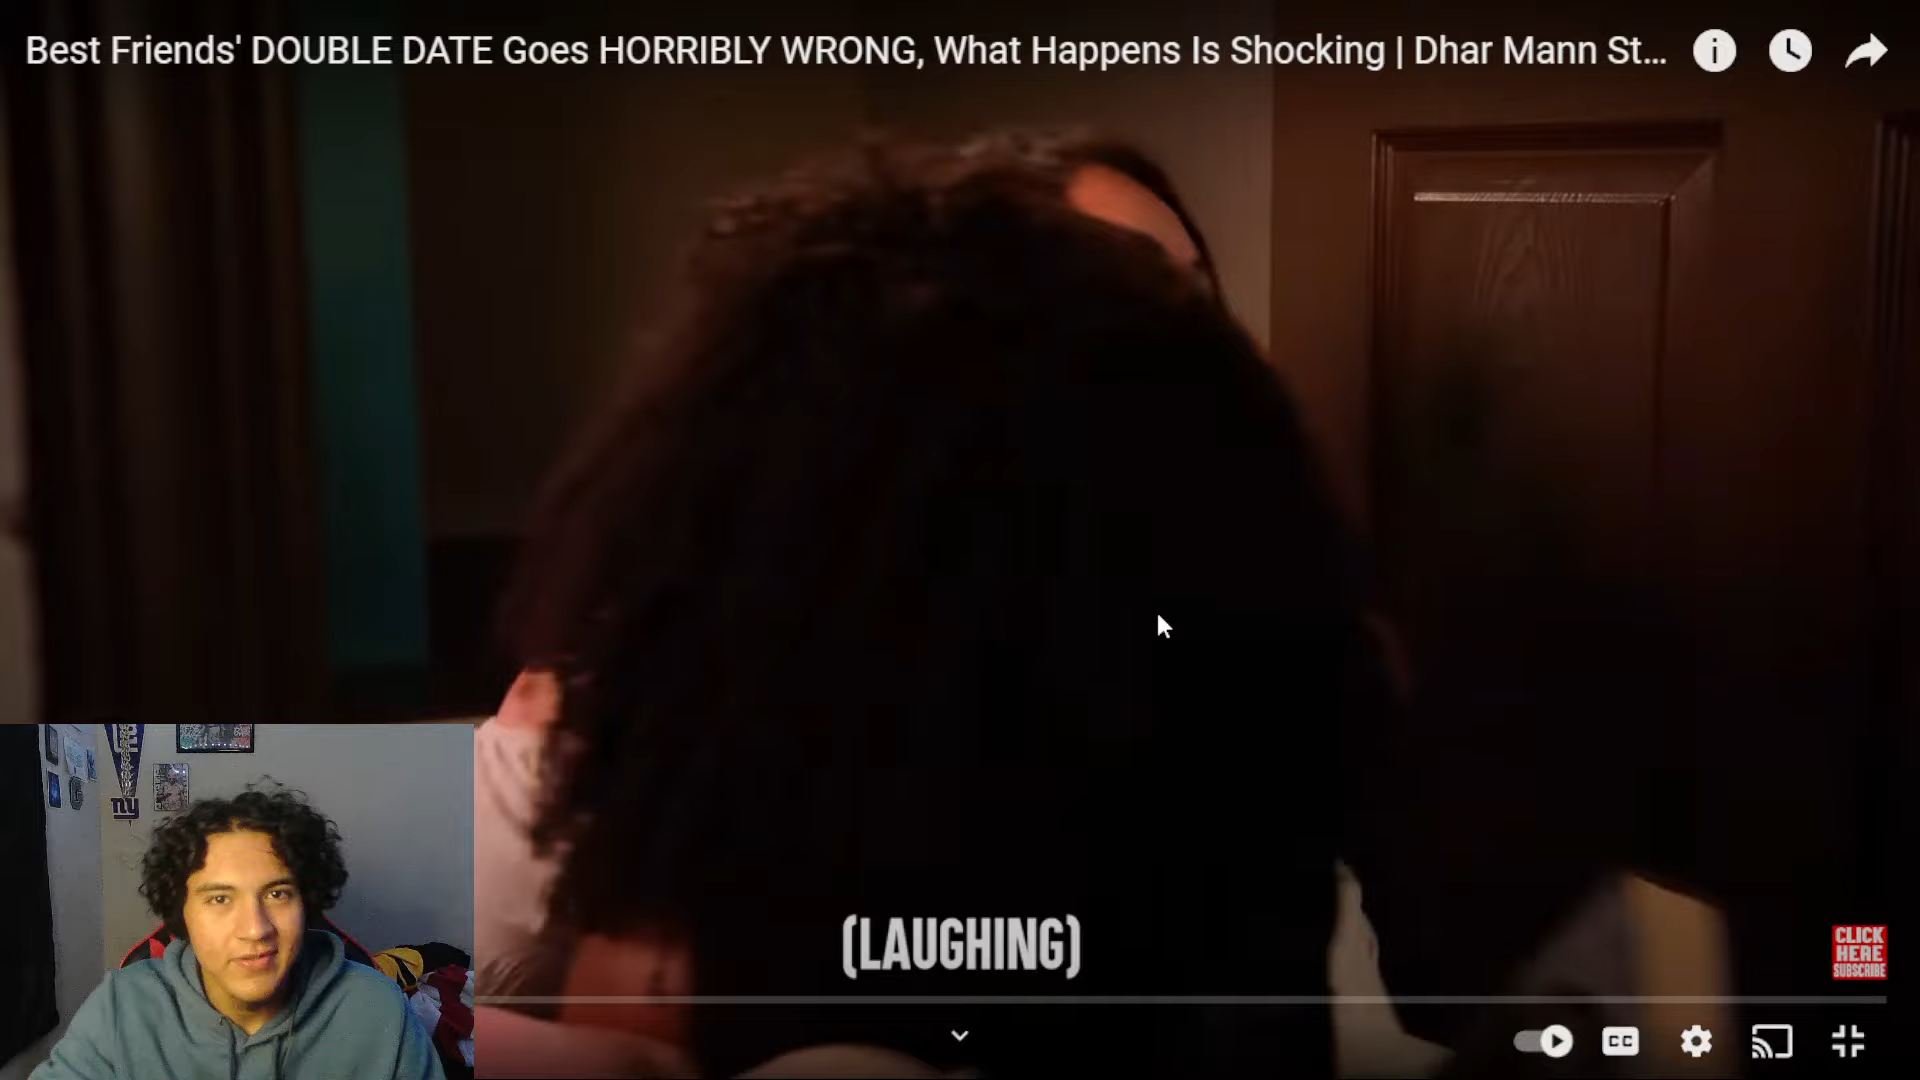 Best Friends' DOUBLE DATE Goes HORRIBLY WRONG, What Happens Is Shocking | Dhar Mann St...
(LAUGHING)
CLICK
HERE
SUBSCRIBE
CC
NY